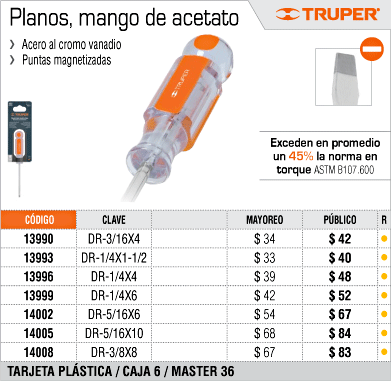 Planos, mango de acetato
TRUPER
Acero al cromo vanadio
Puntas magnetizadas
TRUPER
TRUPER
Exceden en promedio
un 45% la norma en
torque ASTM B107.600
CÓDIGO CLAVE MAYOREO PÚBLICO R
13990 DR-3/16X4 $ 34 $ 42
13993 DR-1/4X1-1/2 $ 33 $ 40
13996 DR-1/4X4 $ 39 $ 48
13999 DR-1/4X6 $ 42 $ 52
14002 DR-5/16X6 $ 54 $ 67
14005 DR-5/16X10 $ 68 $ 84
14008 DR-3/8X8 $ 67 $ 83
TARJETA PLÁSTICA / CAJA 6 / MASTER 36